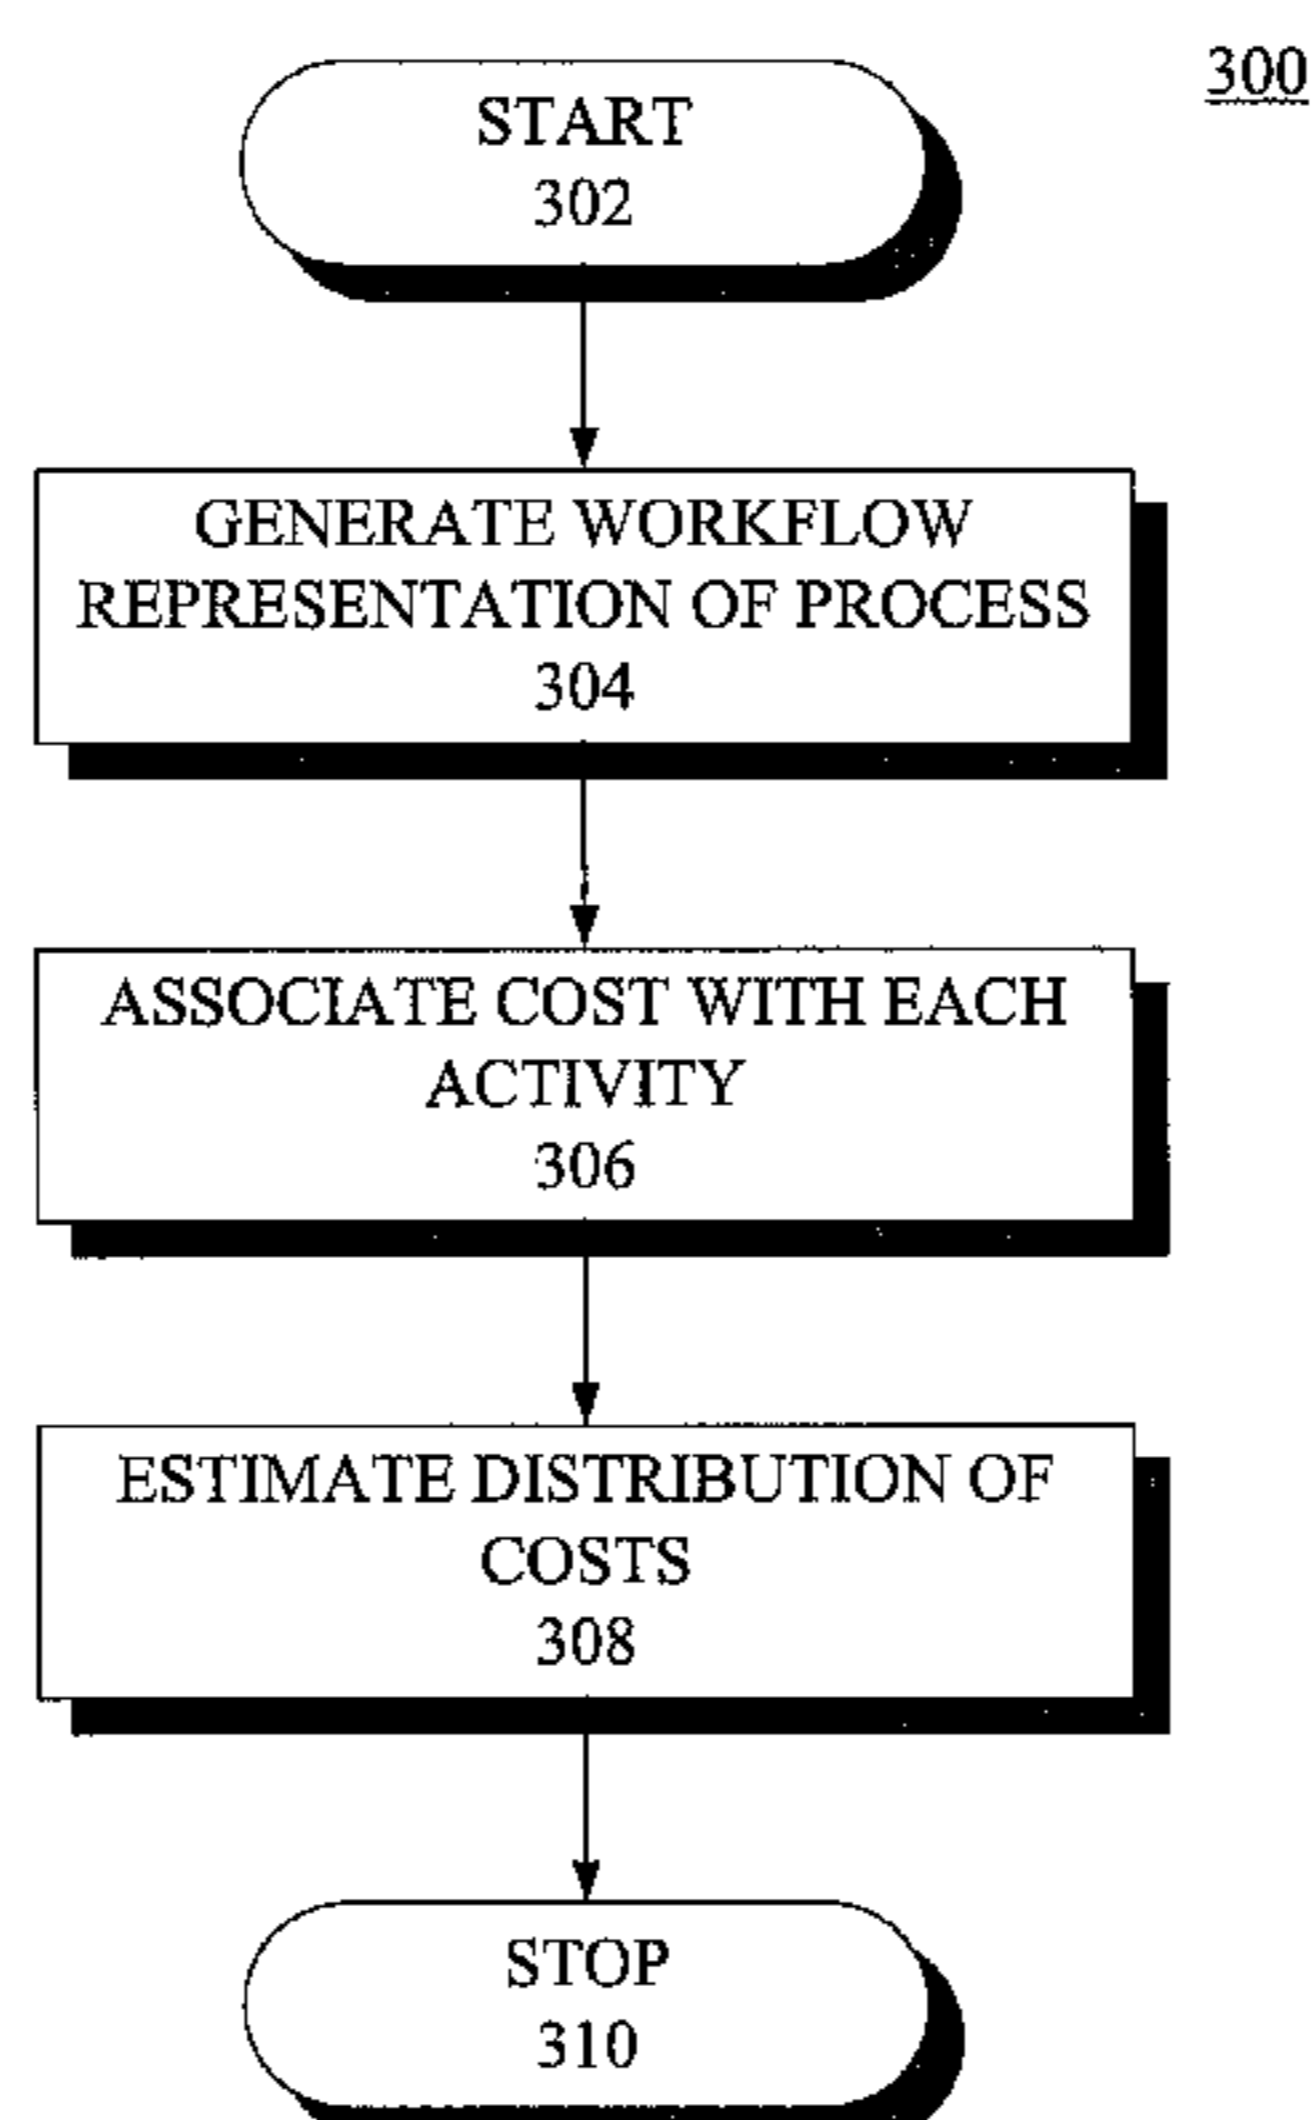 300
START
302
GENERATE WORKFLOW
REPRESENTATION OF PROCESS
304
ASSOCIATE COST WITH EACH
ACTIVITY
306
ESTIMATE DISTRIBUTION OF
COSTS
308
STOP
310